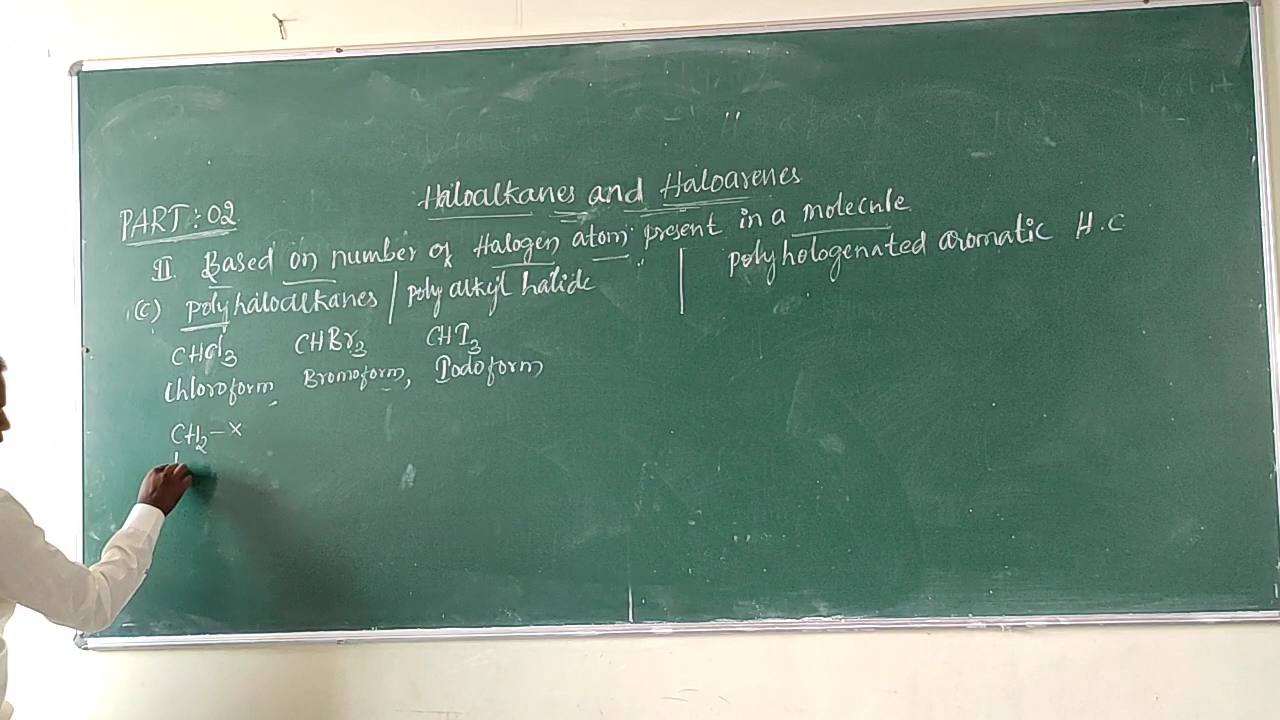 Haloalkanes and Haloarenes
PART:02
II. Based on number of Halogen atom present in a molecule
(C) polyhaloalkanes / poly alkyl halide | polyhologenated aromatic H.C
CHCl3 CHBr3 CHI3
Chloroform, Bromoform, Iodoform
CH2-X